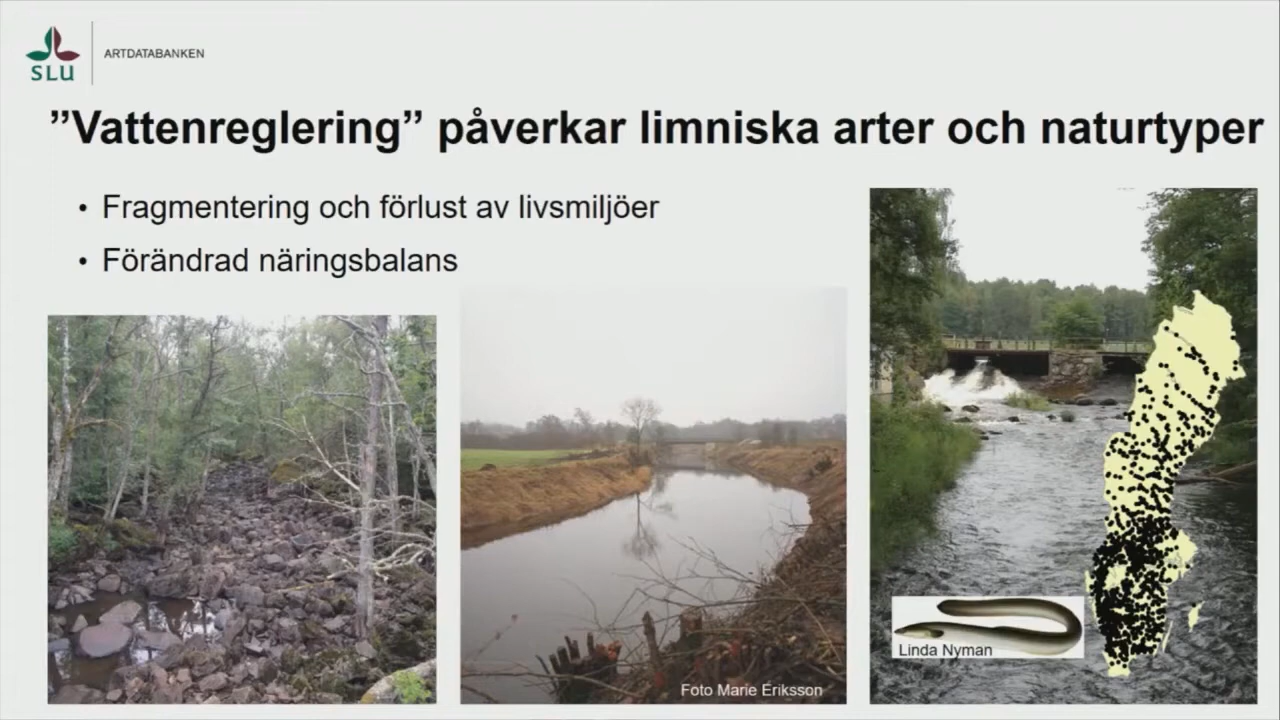 SLU
ARTDATABANKEN
”Vattenreglering” påverkar limniska arter och naturtyper
• Fragmentering och förlust av livsmiljöer
• Förändrad näringsbalans
Foto Marie Eriksson
Linda Nyman